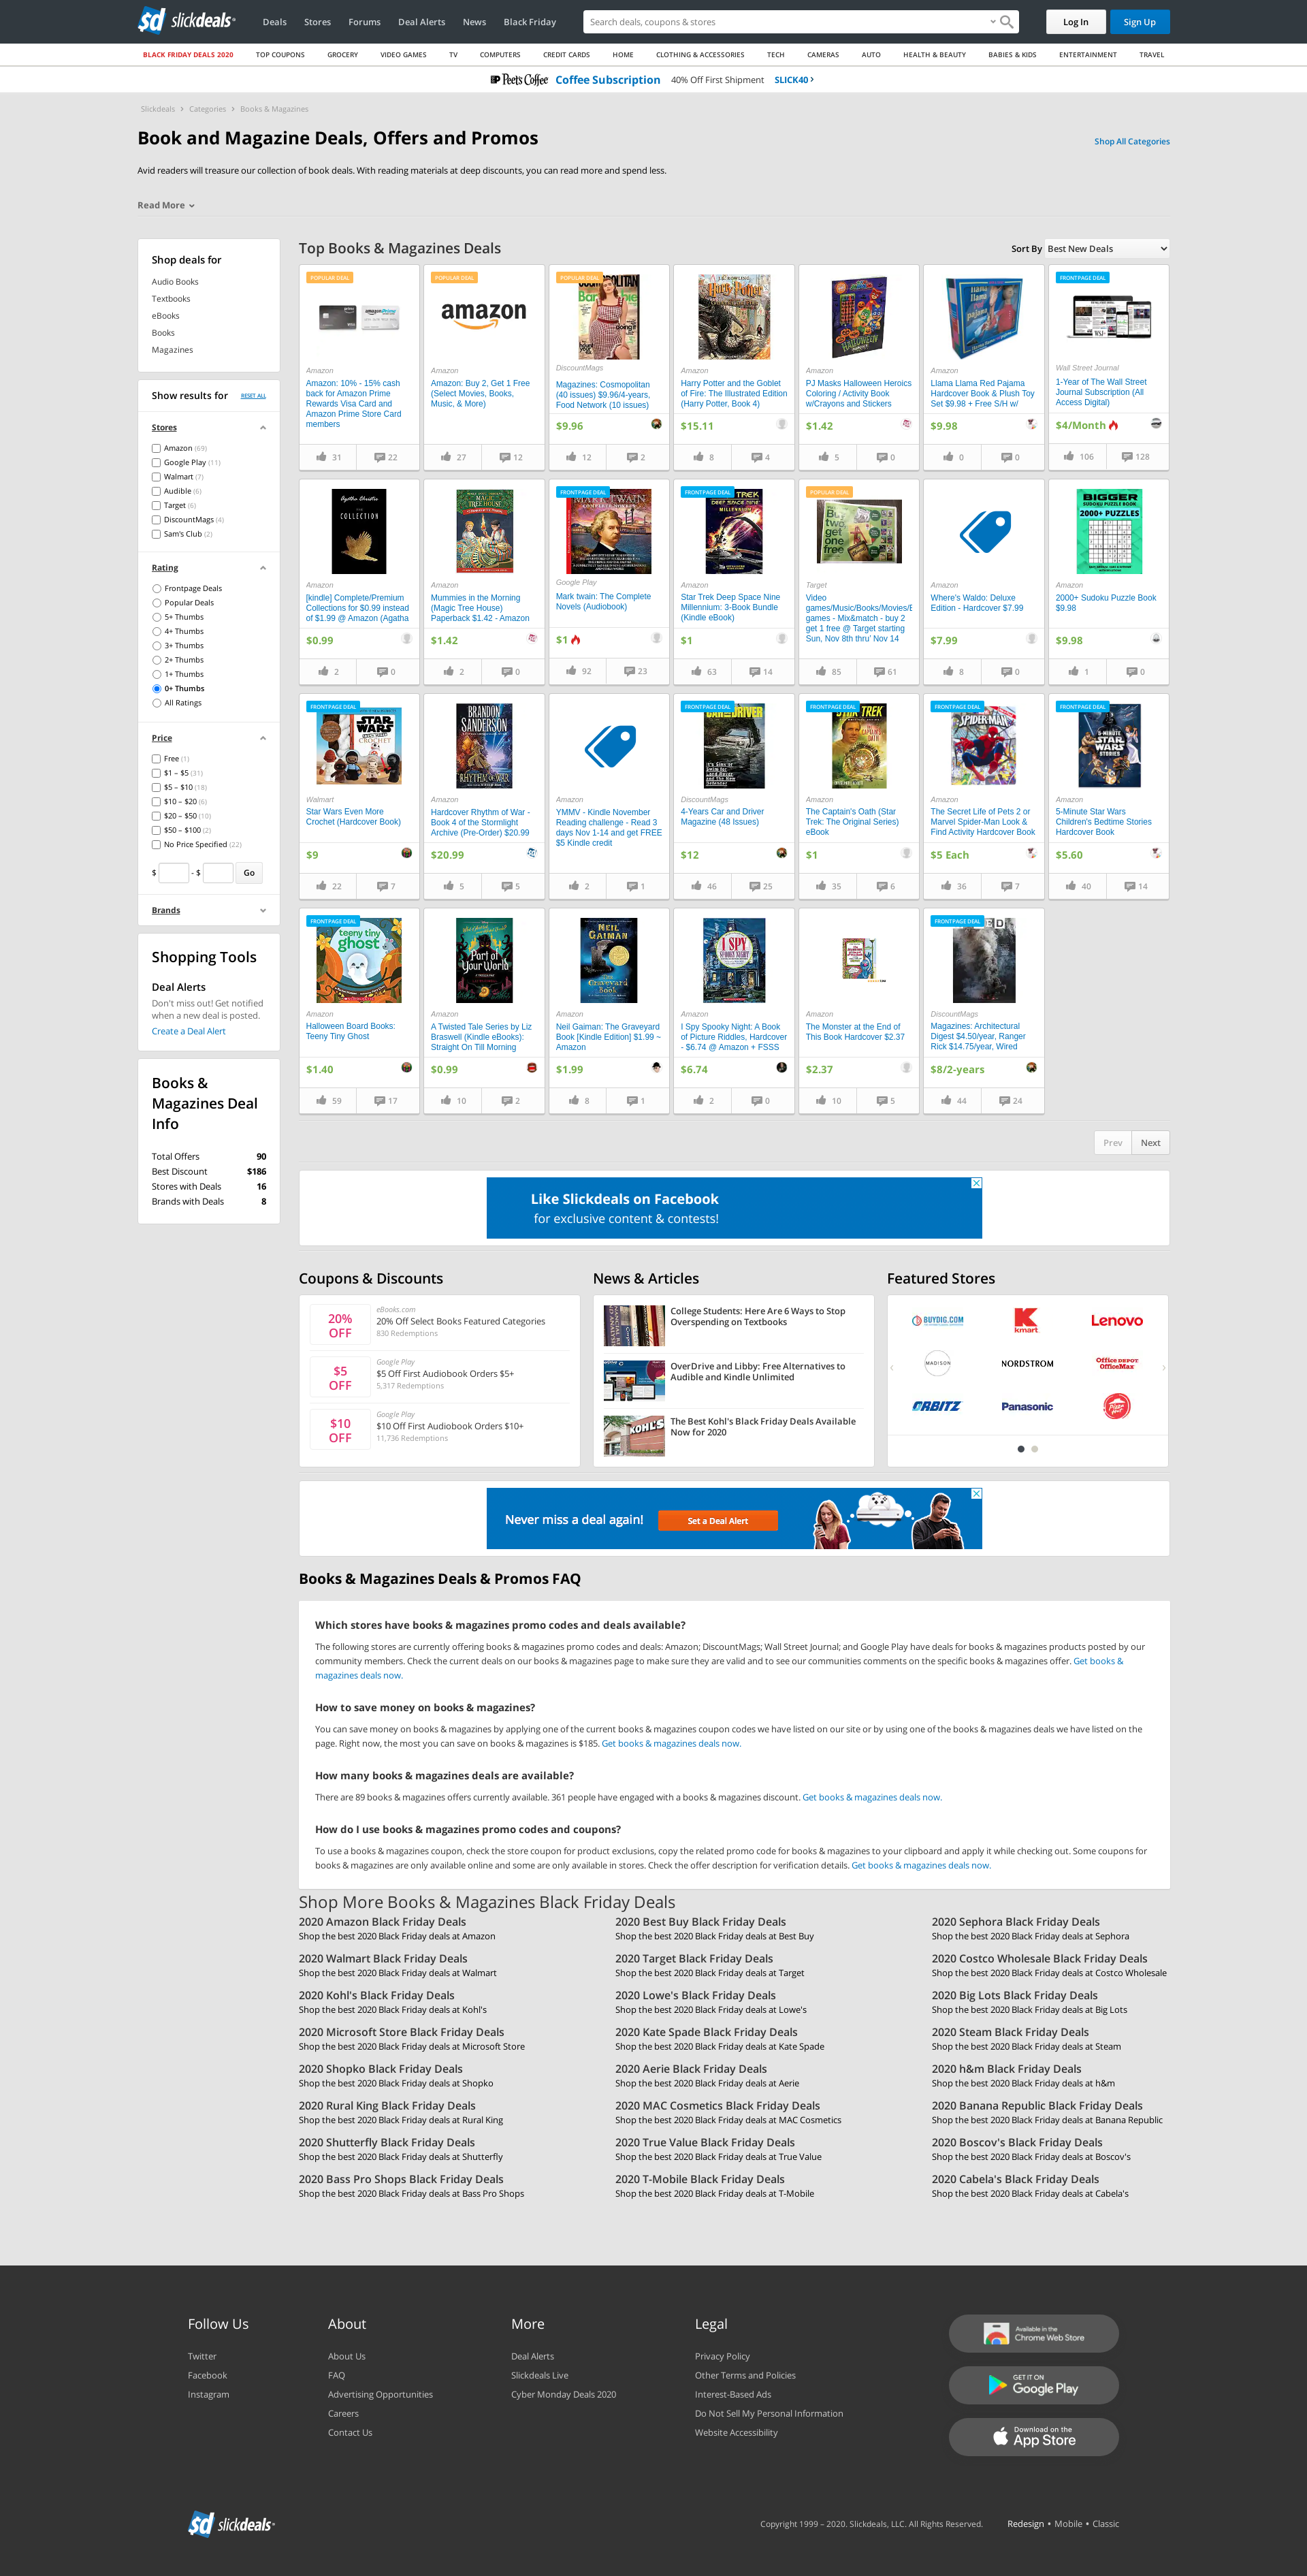 slickdeals
Deals Stores Forums Deal Alerts News Black Friday
Search deals, coupons & stores
Log In
Sign Up
BLACK FRIDAY DEALS 2020 TOP COUPONS GROCERY VIDEO GAMES TV COMPUTERS CREDIT CARDS HOME CLOTHING & ACCESSORIES TECH CAMERAS AUTO HEALTH & BEAUTY BABIES & KIDS ENTERTAINMENT TRAVEL
Peet's Coffee Coffee Subscription 40% Off First Shipment SLICK40
Slickdeals Categories Books & Magazines
Book and Magazine Deals, Offers and Promos
Shop All Categories
Avid readers will treasure our collection of book deals. With reading materials at deep discounts, you can read more and spend less.
Read More
Shop deals for
Audio Books
Textbooks
eBooks
Books
Magazines
Show results for RESET ALL
Stores
Amazon (69)
Google Play (11)
Walmart (7)
Audible (6)
Target (6)
DiscountMags (4)
Sam's Club (2)
Rating
Frontpage Deals
Popular Deals
5+ Thumbs
4+ Thumbs
3+ Thumbs
2+ Thumbs
1+ Thumbs
0+ Thumbs
All Ratings
Price
Free (1)
$1 – $5 (31)
$5 – $10 (18)
$10 – $20 (6)
$20 – $50 (10)
$50 – $100 (2)
No Price Specified (22)
$ - $ Go
Brands
Shopping Tools
Deal Alerts
Don't miss out! Get notified
when a new deal is posted.
Create a Deal Alert
Books &
Magazines Deal
Info
Total Offers 90
Best Discount $186
Stores with Deals 16
Brands with Deals 8
Top Books & Magazines Deals
Sort By Best New Deals
POPULAR DEAL
Amazon
Amazon: 10% - 15% cash
back for Amazon Prime
Rewards Visa Card and
Amazon Prime Store Card
members
31 22
POPULAR DEAL
amazon
Amazon
Amazon: Buy 2, Get 1 Free
(Select Movies, Books,
Music, & More)
27 12
POPULAR DEAL
DiscountMags
Magazines: Cosmopolitan
(40 issues) $9.96/4-years,
Food Network (10 issues)
$9.96
12 2
Amazon
Harry Potter and the Goblet
of Fire: The Illustrated Edition
(Harry Potter, Book 4)
$15.11
8 4
Amazon
PJ Masks Halloween Heroics
Coloring / Activity Book
w/Crayons and Stickers
$1.42
5 0
Amazon
Llama Llama Red Pajama
Hardcover Book & Plush Toy
Set $9.98 + Free S/H w/
$9.98
0 0
FRONTPAGE DEAL
Wall Street Journal
1-Year of The Wall Street
Journal Subscription (All
Access Digital)
$4/Month
106 128
Agatha Christie
COLLECTION
Amazon
[kindle] Complete/Premium
Collections for $0.99 instead
of $1.99 @ Amazon (Agatha
$0.99
2 0
Amazon
Mummies in the Morning
(Magic Tree House)
Paperback $1.42 - Amazon
$1.42
2 0
FRONTPAGE DEAL
MARK TWAIN
Google Play
Mark twain: The Complete
Novels (Audiobook)
$1
92 23
FRONTPAGE DEAL
Amazon
Star Trek Deep Space Nine
Millennium: 3-Book Bundle
(Kindle eBook)
$1
63 14
POPULAR DEAL
Buy two get one free
Target
Video
games/Music/Books/Movies/E
games - Mix&match - buy 2
get 1 free @ Target starting
Sun, Nov 8th thru' Nov 14
85 61
Amazon
Where's Waldo: Deluxe
Edition - Hardcover $7.99
$7.99
8 0
BIGGER
SUDOKU PUZZLE BOOK
2000+ PUZZLES
Amazon
2000+ Sudoku Puzzle Book
$9.98
$9.98
1 0
FRONTPAGE DEAL
STAR WARS
CROCHET
Walmart
Star Wars Even More
Crochet (Hardcover Book)
$9
22 7
BRANDON
SANDERSON
RHYTHM OF WAR
Amazon
Hardcover Rhythm of War -
Book 4 of the Stormlight
Archive (Pre-Order) $20.99
$20.99
5 5
Amazon
YMMV - Kindle November
Reading challenge - Read 3
days Nov 1-14 and get FREE
$5 Kindle credit
2 1
FRONTPAGE DEAL
DiscountMags
4-Years Car and Driver
Magazine (48 Issues)
$12
46 25
FRONTPAGE DEAL
Amazon
The Captain's Oath (Star
Trek: The Original Series)
eBook
$1
35 6
FRONTPAGE DEAL
SPIDER-MAN
Amazon
The Secret Life of Pets 2 or
Marvel Spider-Man Look &
Find Activity Hardcover Book
$5 Each
36 7
FRONTPAGE DEAL
5-MINUTE
STAR WARS
STORIES
Amazon
5-Minute Star Wars
Children's Bedtime Stories
Hardcover Book
$5.60
40 14
FRONTPAGE DEAL
teeny tiny
ghost
Amazon
Halloween Board Books:
Teeny Tiny Ghost
$1.40
59 17
Part of
Your World
Amazon
A Twisted Tale Series by Liz
Braswell (Kindle eBooks):
Straight On Till Morning
$0.99
10 2
NEIL
GAIMAN
The
Graveyard
Book
Amazon
Neil Gaiman: The Graveyard
Book [Kindle Edition] $1.99 ~
Amazon
$1.99
8 1
I SPY
SPOOKY NIGHT
Amazon
I Spy Spooky Night: A Book
of Picture Riddles, Hardcover
- $6.74 @ Amazon + FSSS
$6.74
2 0
Amazon
The Monster at the End of
This Book Hardcover $2.37
$2.37
10 5
FRONTPAGE DEAL
DiscountMags
Magazines: Architectural
Digest $4.50/year, Ranger
Rick $14.75/year, Wired
$8/2-years
44 24
Prev Next
Like Slickdeals on Facebook
for exclusive content & contests!
Coupons & Discounts
20%
OFF
eBooks.com
20% Off Select Books Featured Categories
830 Redemptions
$5
OFF
Google Play
$5 Off First Audiobook Orders $5+
5,317 Redemptions
$10
OFF
Google Play
$10 Off First Audiobook Orders $10+
11,736 Redemptions
News & Articles
College Students: Here Are 6 Ways to Stop
Overspending on Textbooks
OverDrive and Libby: Free Alternatives to
Audible and Kindle Unlimited
KOHL'S
The Best Kohl's Black Friday Deals Available
Now for 2020
Featured Stores
BUYDIG.COM
kmart
Lenovo
MADISON
NORDSTROM
Office DEPOT
OfficeMax
ORBITZ
Panasonic
Pizza Hut
Never miss a deal again!
Set a Deal Alert
Books & Magazines Deals & Promos FAQ
Which stores have books & magazines promo codes and deals available?
The following stores are currently offering books & magazines promo codes and deals: Amazon; DiscountMags; Wall Street Journal; and Google Play have deals for books & magazines products posted by our
community members. Check the current deals on our books & magazines page to make sure they are valid and to see our communities comments on the specific books & magazines offer. Get books &
magazines deals now.
How to save money on books & magazines?
You can save money on books & magazines by applying one of the current books & magazines coupon codes we have listed on our site or by using one of the books & magazines deals we have listed on the
page. Right now, the most you can save on books & magazines is $185. Get books & magazines deals now.
How many books & magazines deals are available?
There are 89 books & magazines offers currently available. 361 people have engaged with a books & magazines discount. Get books & magazines deals now.
How do I use books & magazines promo codes and coupons?
To use a books & magazines coupon, check the store coupon for product exclusions, copy the related promo code for books & magazines to your clipboard and apply it while checking out. Some coupons for
books & magazines are only available online and some are only available in stores. Check the offer description for verification details. Get books & magazines deals now.
Shop More Books & Magazines Black Friday Deals
2020 Amazon Black Friday Deals
Shop the best 2020 Black Friday deals at Amazon
2020 Best Buy Black Friday Deals
Shop the best 2020 Black Friday deals at Best Buy
2020 Sephora Black Friday Deals
Shop the best 2020 Black Friday deals at Sephora
2020 Walmart Black Friday Deals
Shop the best 2020 Black Friday deals at Walmart
2020 Target Black Friday Deals
Shop the best 2020 Black Friday deals at Target
2020 Costco Wholesale Black Friday Deals
Shop the best 2020 Black Friday deals at Costco Wholesale
2020 Kohl's Black Friday Deals
Shop the best 2020 Black Friday deals at Kohl's
2020 Lowe's Black Friday Deals
Shop the best 2020 Black Friday deals at Lowe's
2020 Big Lots Black Friday Deals
Shop the best 2020 Black Friday deals at Big Lots
2020 Microsoft Store Black Friday Deals
Shop the best 2020 Black Friday deals at Microsoft Store
2020 Kate Spade Black Friday Deals
Shop the best 2020 Black Friday deals at Kate Spade
2020 Steam Black Friday Deals
Shop the best 2020 Black Friday deals at Steam
2020 Shopko Black Friday Deals
Shop the best 2020 Black Friday deals at Shopko
2020 Aerie Black Friday Deals
Shop the best 2020 Black Friday deals at Aerie
2020 h&m Black Friday Deals
Shop the best 2020 Black Friday deals at h&m
2020 Rural King Black Friday Deals
Shop the best 2020 Black Friday deals at Rural King
2020 MAC Cosmetics Black Friday Deals
Shop the best 2020 Black Friday deals at MAC Cosmetics
2020 Banana Republic Black Friday Deals
Shop the best 2020 Black Friday deals at Banana Republic
2020 Shutterfly Black Friday Deals
Shop the best 2020 Black Friday deals at Shutterfly
2020 True Value Black Friday Deals
Shop the best 2020 Black Friday deals at True Value
2020 Boscov's Black Friday Deals
Shop the best 2020 Black Friday deals at Boscov's
2020 Bass Pro Shops Black Friday Deals
Shop the best 2020 Black Friday deals at Bass Pro Shops
2020 T-Mobile Black Friday Deals
Shop the best 2020 Black Friday deals at T-Mobile
2020 Cabela's Black Friday Deals
Shop the best 2020 Black Friday deals at Cabela's
Follow Us
Twitter
Facebook
Instagram
About
About Us
FAQ
Advertising Opportunities
Careers
Contact Us
More
Deal Alerts
Slickdeals Live
Cyber Monday Deals 2020
Legal
Privacy Policy
Other Terms and Policies
Interest-Based Ads
Do Not Sell My Personal Information
Website Accessibility
Available in the
Chrome Web Store
GET IT ON
Google Play
Download on the
App Store
slickdeals
Copyright 1999 – 2020. Slickdeals, LLC. All Rights Reserved.
Redesign • Mobile • Classic